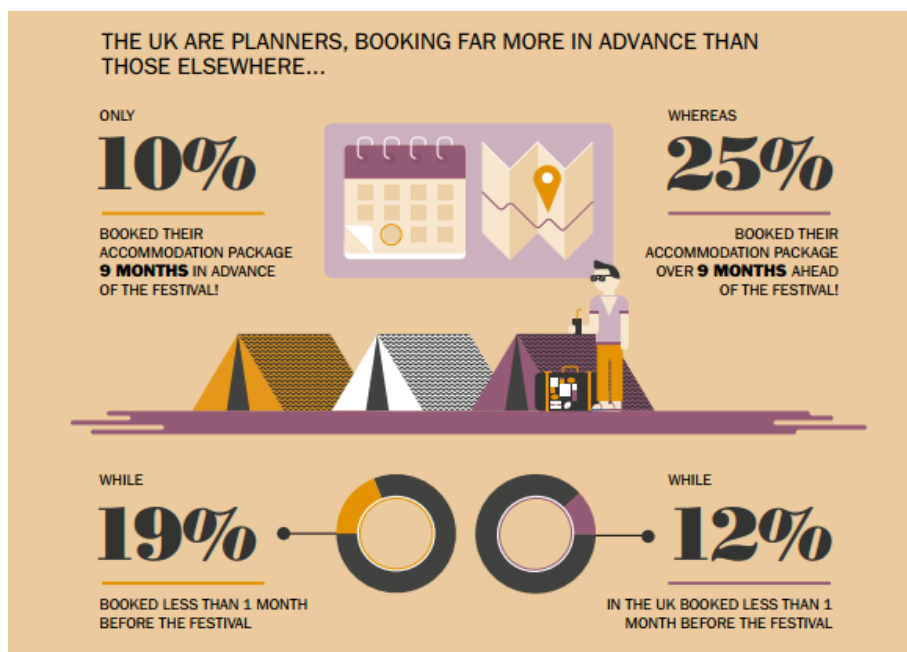 THE UK ARE PLANNERS, BOOKING FAR MORE IN ADVANCE THAN
THOSE ELSEWHERE...
ONLY
10%
BOOKED THEIR
ACCOMMODATION PACKAGE
9 MONTHS IN ADVANCE
OF THE FESTIVAL!
WHEREAS
25%
BOOKED THEIR
ACCOMMODATION PACKAGE
OVER 9 MONTHS AHEAD
OF THE FESTIVAL!
WHILE
19%
BOOKED LESS THAN 1 MONTH
BEFORE THE FESTIVAL
WHILE
12%
IN THE UK BOOKED LESS THAN 1
MONTH BEFORE THE FESTIVAL